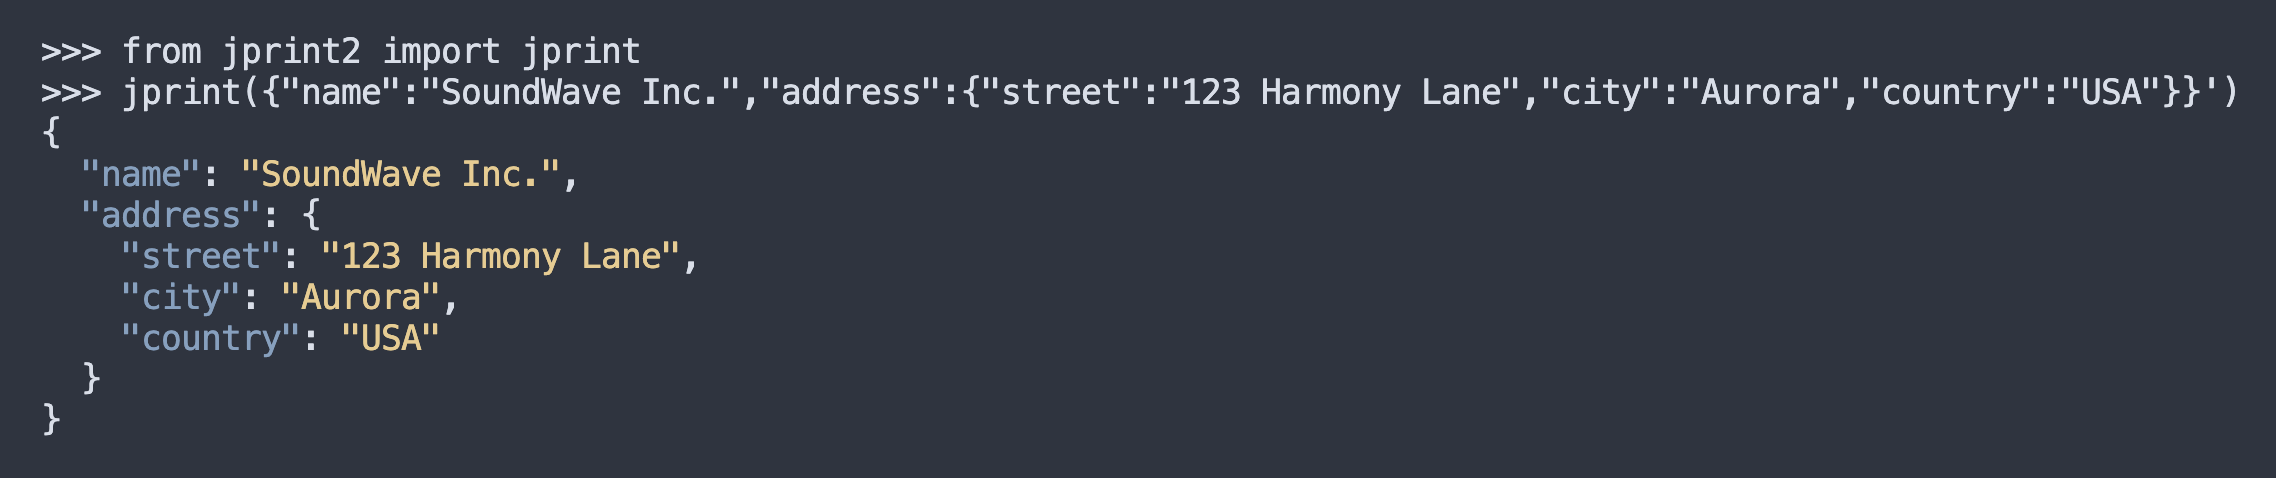 >>> from jprint2 import jprint
>>> jprint({"name":"SoundWave Inc.","address":{"street":"123 Harmony Lane","city":"Aurora","country":"USA"}}')
{
  "name": "SoundWave Inc.",
  "address": {
    "street": "123 Harmony Lane",
    "city": "Aurora",
    "country": "USA"
  }
}